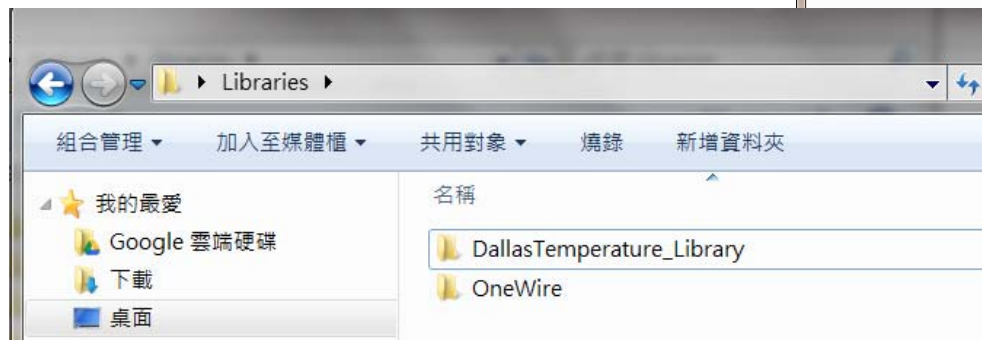 Libraries
組合管理 加入至媒體櫃 共用對象 燒錄 新增資料夾
我的最愛
Google 雲端硬碟
下載
桌面
名稱
DallasTemperature_Library
OneWire